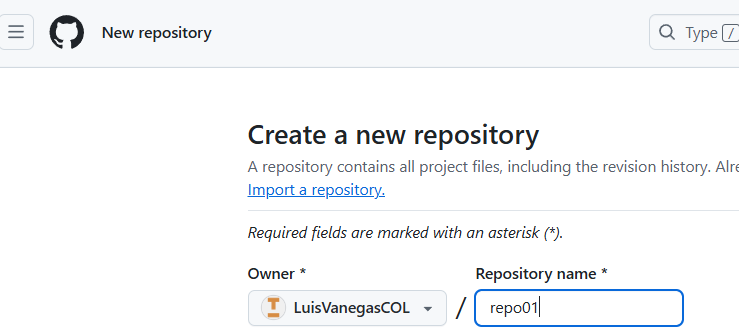 New repository
Type /
Create a new repository
A repository contains all project files, including the revision history.
Import a repository.
Required fields are marked with an asterisk (*).
Owner * Repository name *
LuisVanegasCOL / repo01